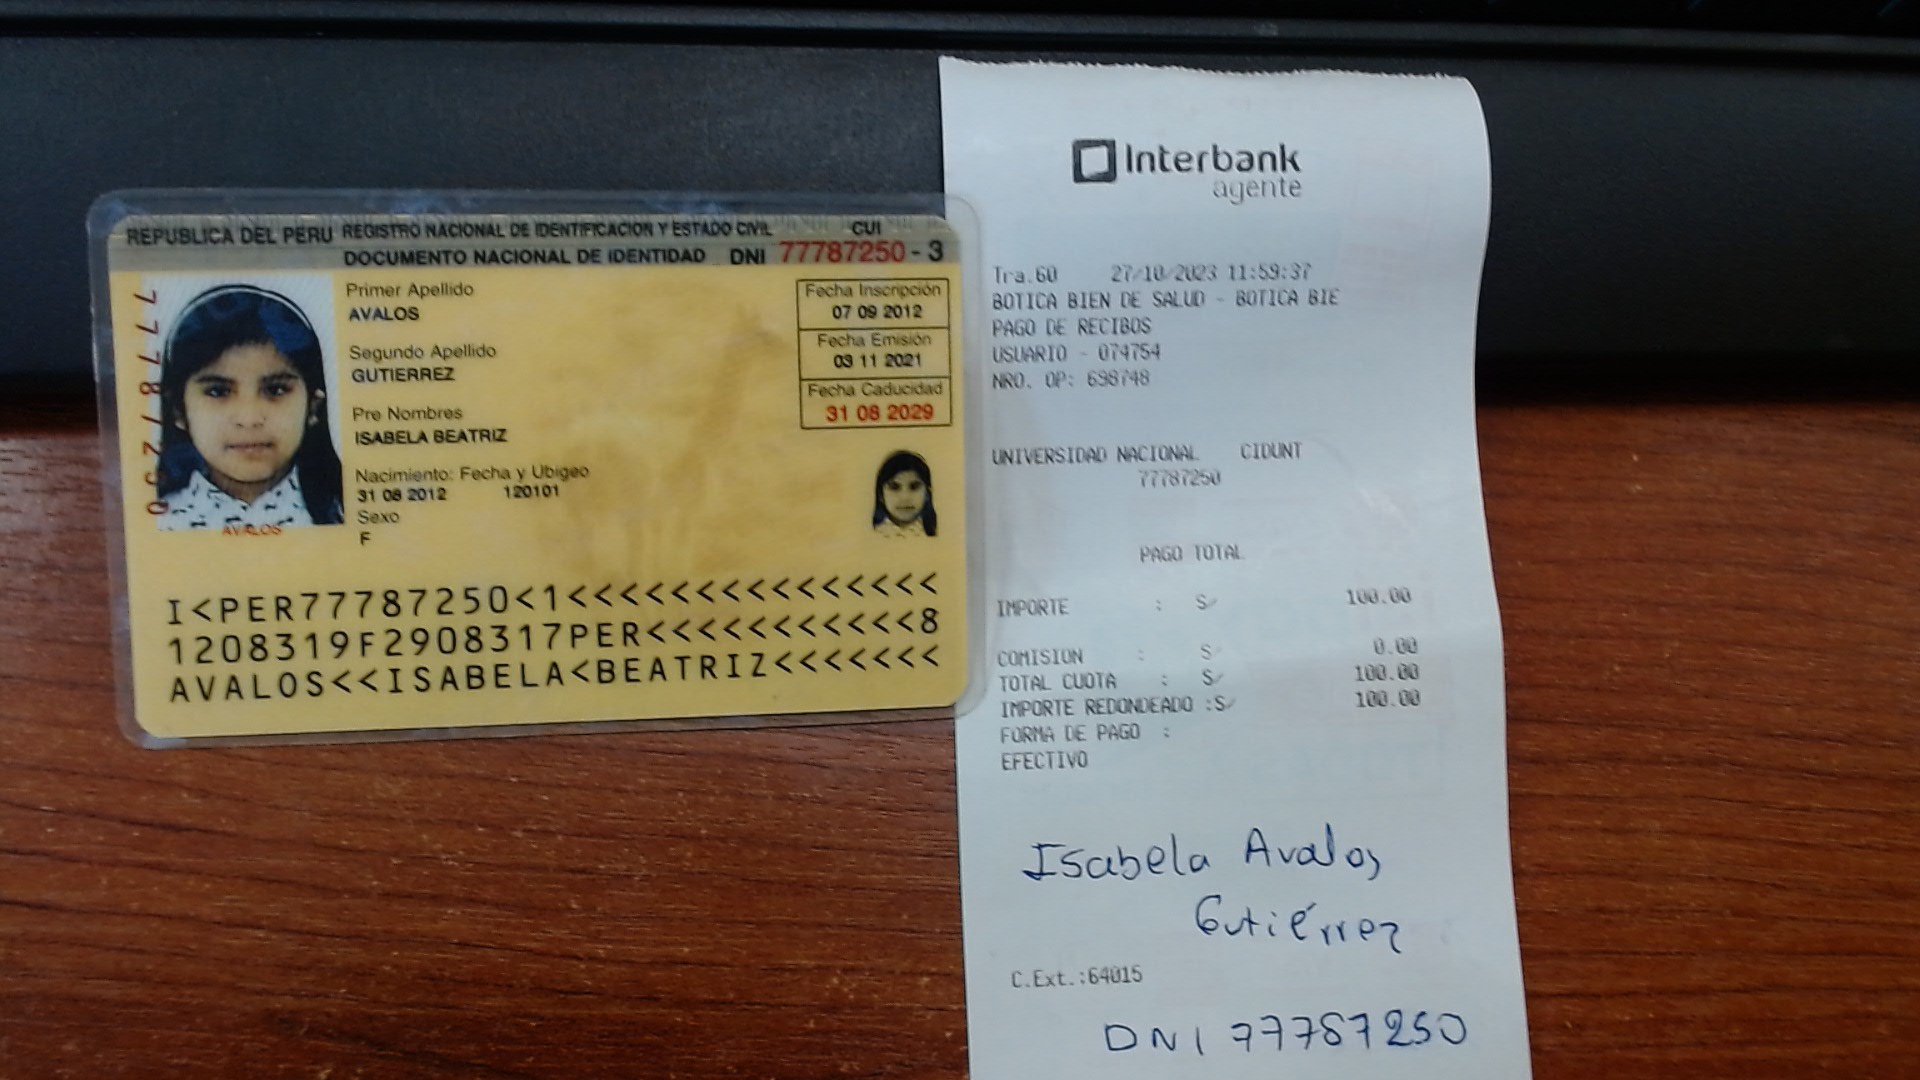 REPUBLICA DEL PERU REGISTRO NACIONAL DE IDENTIFICACION Y ESTADO CIVIL CUI
DOCUMENTO NACIONAL DE IDENTIDAD DNI 77787250 - 3
77787250
Primer Apellido
AVALOS
Segundo Apellido
GUTIERREZ
Pre Nombres
ISABELA BEATRIZ
Nacimiento: Fecha y Ubigeo
31 08 2012 120101
Sexo
F
Fecha Inscripción
07 09 2012
Fecha Emisión
03 11 2021
Fecha Caducidad
31 08 2029
AVALOS
I<PER77787250<1<<<<<<<<<<<<<<<
1208319F2908317PER<<<<<<<<<<<8
AVALOS<<ISABELA<BEATRIZ<<<<<<<
Interbank
agente
Tra.60 27/10/2023 11:59:37
BOTICA BIEN DE SALUD - BOTICA BIE
PAGO DE RECIBOS
USUARIO - 074754
NRO. OP: 698748
UNIVERSIDAD NACIONAL CIDUNT
77787250
PAGO TOTAL
IMPORTE : S/ 100.00
COMISION : S/ 0.00
TOTAL CUOTA : S/ 100.00
IMPORTE REDONDEADO :S/ 100.00
FORMA DE PAGO :
EFECTIVO
Isabela Avalos
Gutiérrez
C.Ext.:64015
DNI 77787250